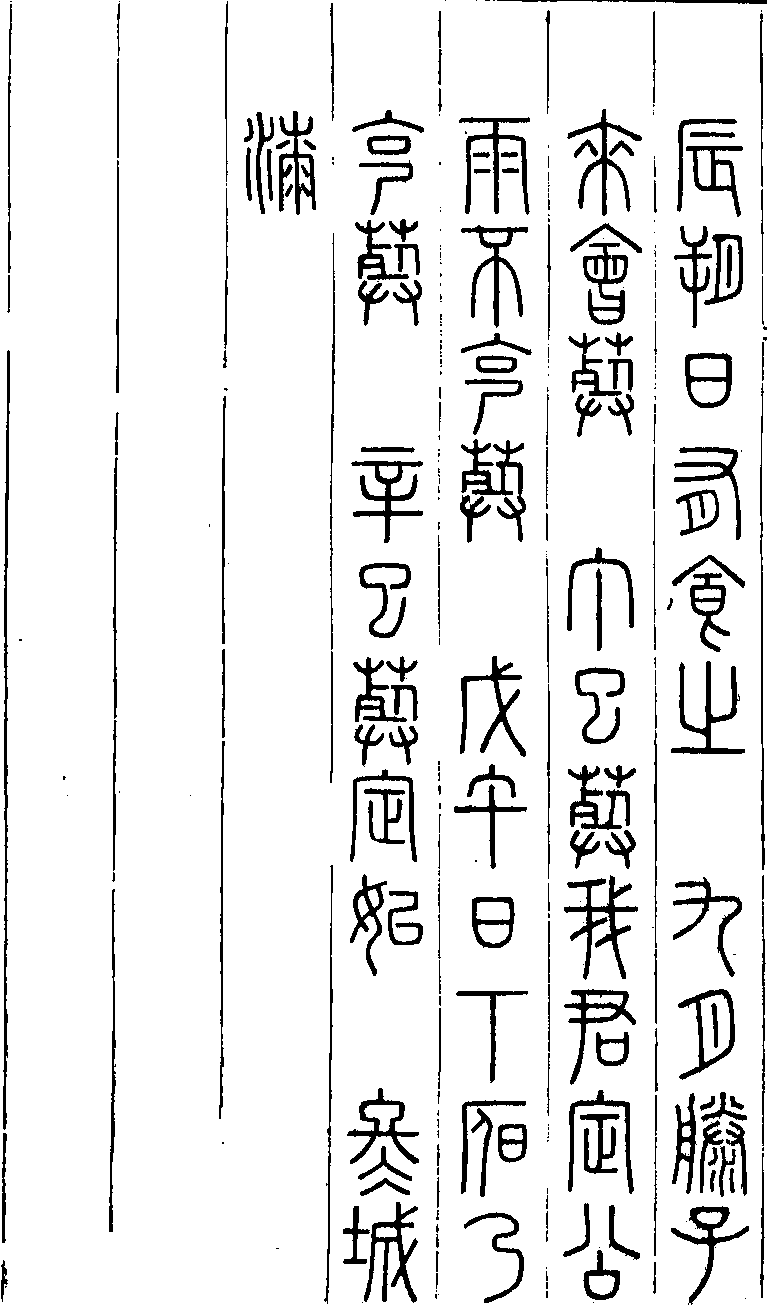 辰朔日有食之　九月滕子
來會葬　丁巳葬我君定公
雨不克葬　戊午日下昃乃
克葬　辛巳葬定姒　冬城
漆